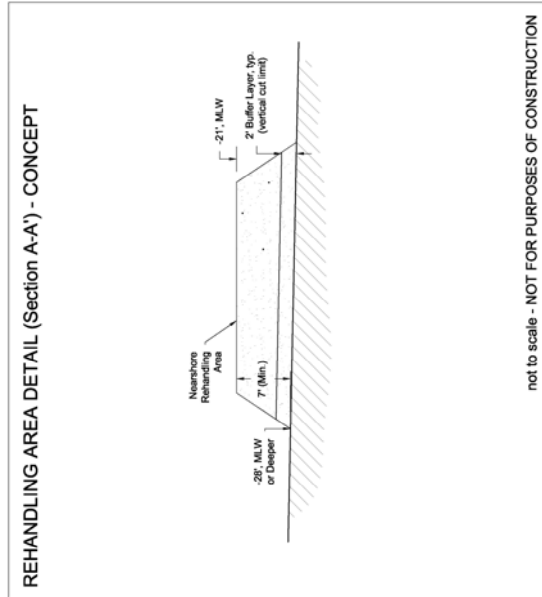 REHANDLING AREA DETAIL (Section A-A') - CONCEPT
-21', MLW
2' Buffer Layer, typ.
(vertical cut limit)
Nearshore
Rehandling
Area
7' (Min.)
-28', MLW
or Deeper
not to scale - NOT FOR PURPOSES OF CONSTRUCTION